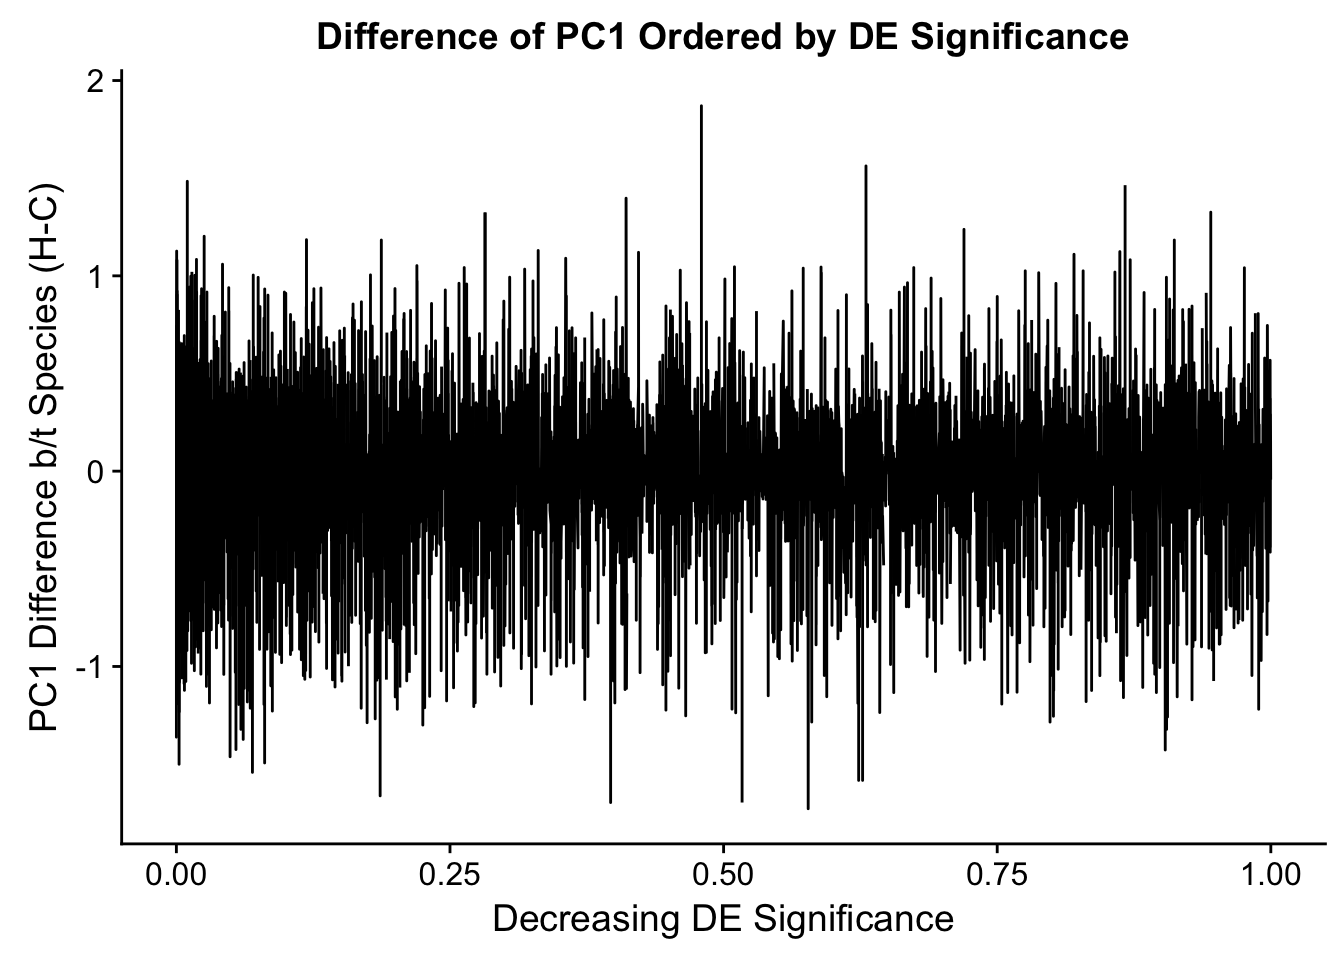 Difference of PC1 Ordered by DE Significance
PC1 Difference b/t Species (H-C)
2
1
0
-1
0.00 0.25 0.50 0.75 1.00
Decreasing DE Significance